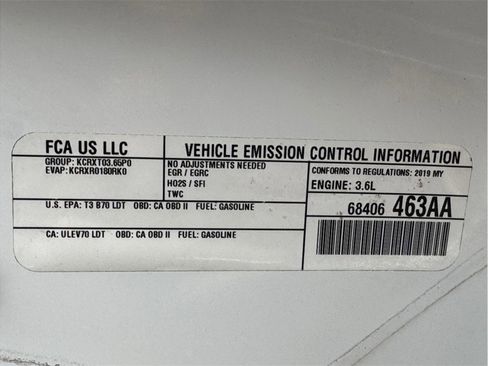 FCA US LLC
GROUP: KCRXT03.65P0
EVAP: KCRXR0180RK0
VEHICLE EMISSION CONTROL INFORMATION
NO ADJUSTMENTS NEEDED
EGR / EGRC
HO2S / SFI
TWC
CONFORMS TO REGULATIONS: 2019 MY
ENGINE: 3.6L
U.S. EPA: T3 B70 LDT OBD: CA OBD II FUEL: GASOLINE
68406 463AA
CA: ULEV70 LDT OBD: CA OBD II FUEL: GASOLINE